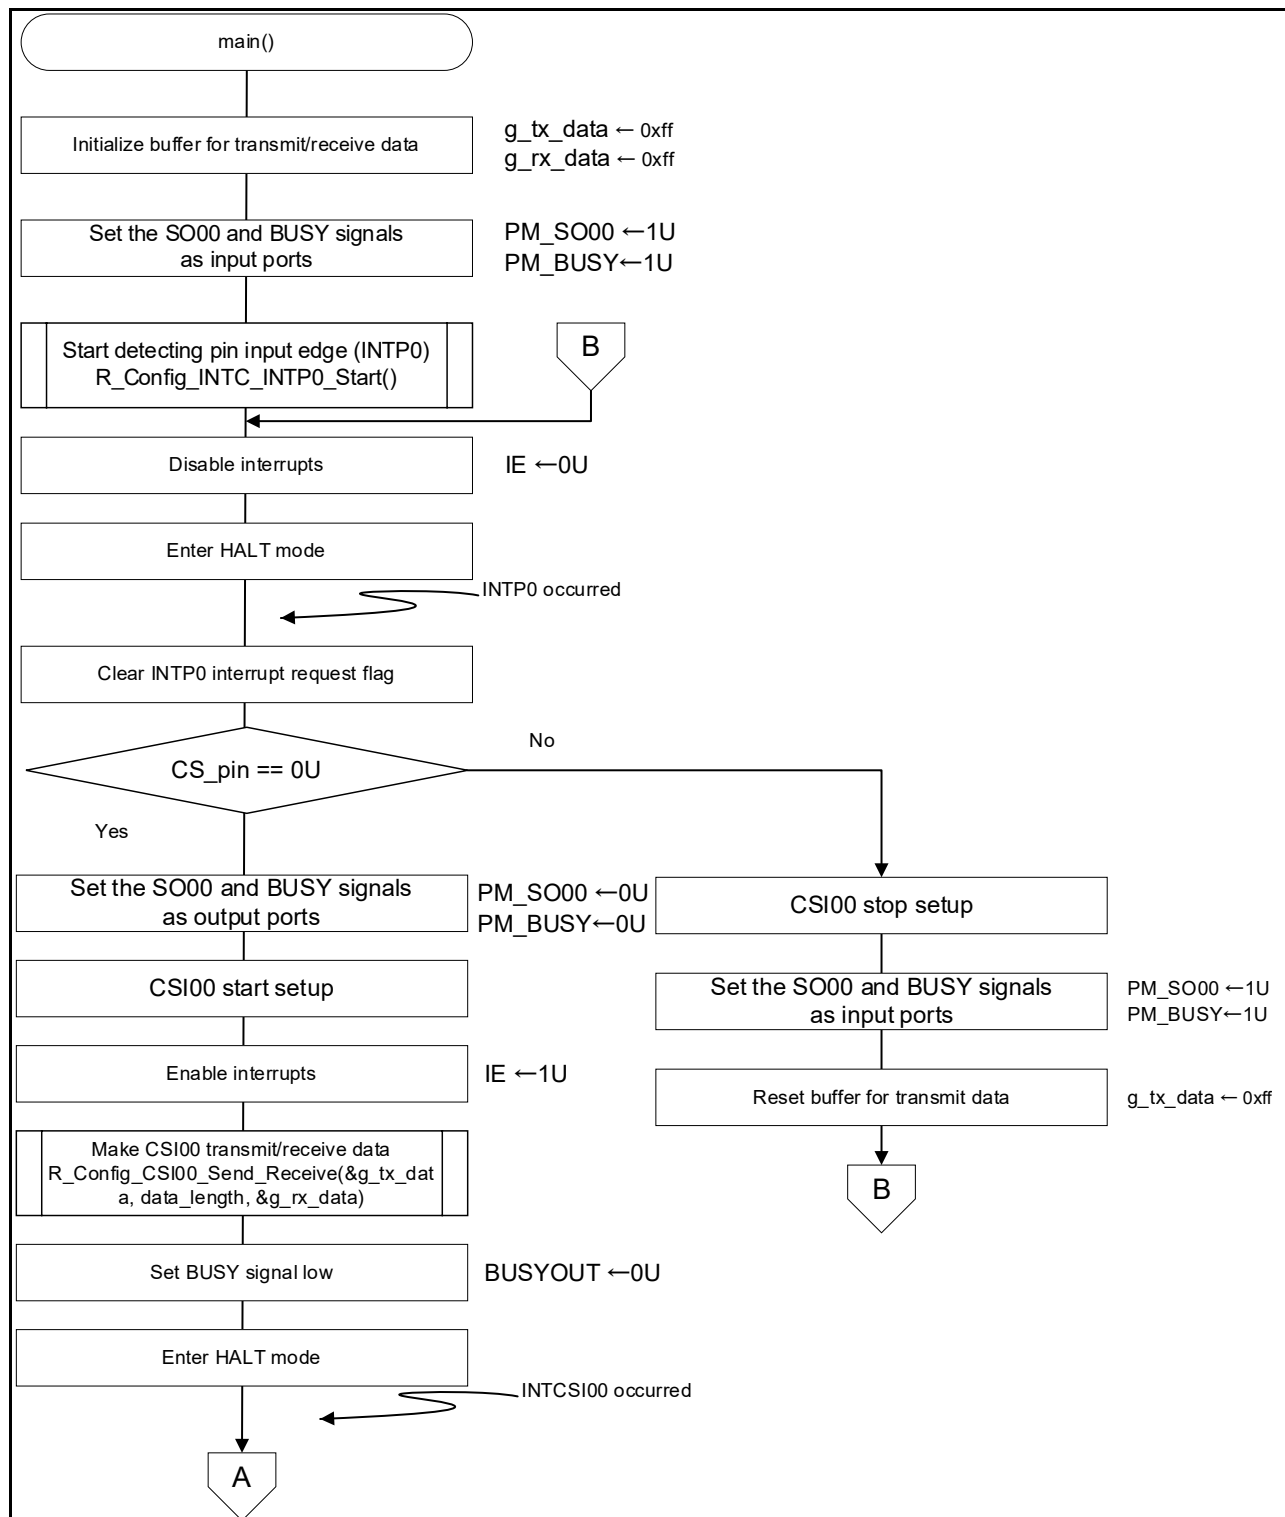 main()
Initialize buffer for transmit/receive data
g_tx_data ← 0xff
g_rx_data ← 0xff
Set the SO00 and BUSY signals
as input ports
PM_SO00 ←1U
PM_BUSY←1U
Start detecting pin input edge (INTP0)
R_Config_INTC_INTP0_Start()
B
Disable interrupts
IE ←0U
Enter HALT mode
INTP0 occurred
Clear INTP0 interrupt request flag
CS_pin == 0U
No
Yes
Set the SO00 and BUSY signals
as output ports
PM_SO00 ←0U
PM_BUSY←0U
CSI00 stop setup
CSI00 start setup
Set the SO00 and BUSY signals
as input ports
PM_SO00 ←1U
PM_BUSY←1U
Enable interrupts
IE ←1U
Reset buffer for transmit data
g_tx_data ← 0xff
Make CSI00 transmit/receive data
R_Config_CSI00_Send_Receive(&g_tx_dat
a, data_length, &g_rx_data)
B
Set BUSY signal low
BUSYOUT ←0U
Enter HALT mode
INTCSI00 occurred
A